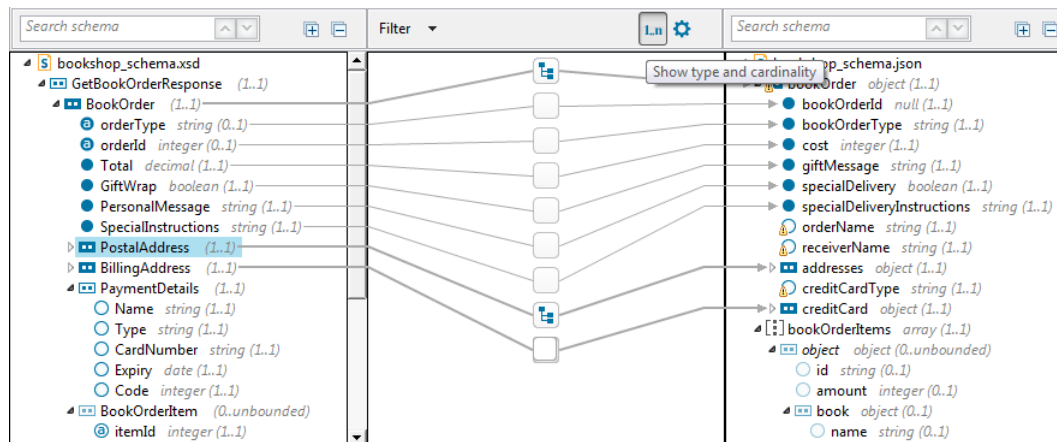 Search schema
Filter
1..n
Search schema
Show type and cardinality
bookshop_schema.xsd
GetBookOrderResponse (1..1)
BookOrder (1..1)
a orderType string (0..1)
a orderId integer (0..1)
Total decimal (1..1)
GiftWrap boolean (1..1)
PersonalMessage string (1..1)
SpecialInstructions string (1..1)
PostalAddress (1..1)
BillingAddress (1..1)
PaymentDetails (1..1)
Name string (1..1)
Type string (1..1)
CardNumber string (1..1)
Expiry date (1..1)
Code integer (1..1)
BookOrderItem (0..unbounded)
a itemId integer (1..1)
shop_schema.json
bookOrder object (1..1)
bookOrderId null (1..1)
bookOrderType string (1..1)
cost integer (1..1)
giftMessage string (1..1)
specialDelivery boolean (1..1)
specialDeliveryInstructions string (1..1)
orderName string (1..1)
receiverName string (1..1)
addresses object (1..1)
creditCardType string (1..1)
creditCard object (1..1)
bookOrderItems array (1..1)
object object (0..unbounded)
id string (0..1)
amount integer (0..1)
book object (0..1)
name string (0..1)